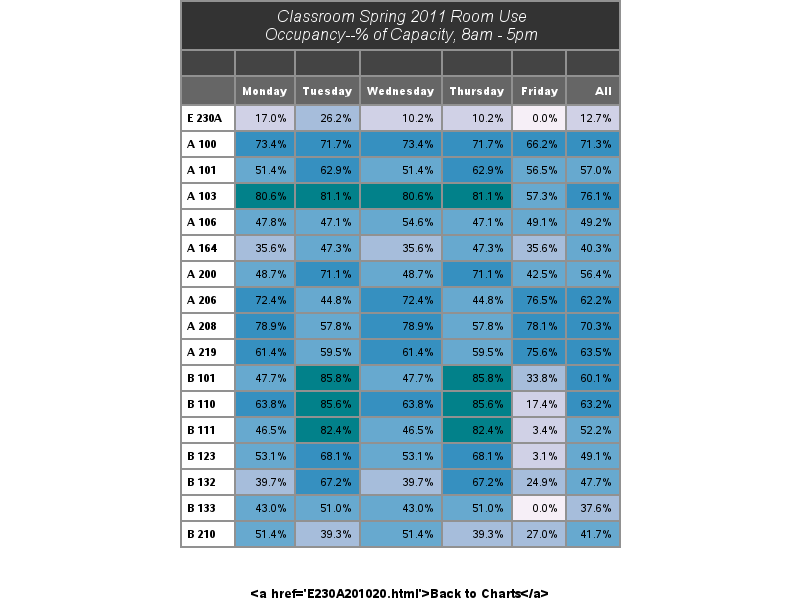 Classroom Spring 2011 Room Use
Occupancy--% of Capacity, 8am - 5pm
Monday Tuesday Wednesday Thursday Friday All
E 230A 17.0% 26.2% 10.2% 10.2% 0.0% 12.7%
A 100 73.4% 71.7% 73.4% 71.7% 66.2% 71.3%
A 101 51.4% 62.9% 51.4% 62.9% 56.5% 57.0%
A 103 80.6% 81.1% 80.6% 81.1% 57.3% 76.1%
A 106 47.8% 47.1% 54.6% 47.1% 49.1% 49.2%
A 164 35.6% 47.3% 35.6% 47.3% 35.6% 40.3%
A 200 48.7% 71.1% 48.7% 71.1% 42.5% 56.4%
A 206 72.4% 44.8% 72.4% 44.8% 76.5% 62.2%
A 208 78.9% 57.8% 78.9% 57.8% 78.1% 70.3%
A 219 61.4% 59.5% 61.4% 59.5% 75.6% 63.5%
B 101 47.7% 85.8% 47.7% 85.8% 33.8% 60.1%
B 110 63.8% 85.6% 63.8% 85.6% 17.4% 63.2%
B 111 46.5% 82.4% 46.5% 82.4% 3.4% 52.2%
B 123 53.1% 68.1% 53.1% 68.1% 3.1% 49.1%
B 132 39.7% 67.2% 39.7% 67.2% 24.9% 47.7%
B 133 43.0% 51.0% 43.0% 51.0% 0.0% 37.6%
B 210 51.4% 39.3% 51.4% 39.3% 27.0% 41.7%
<a href='E230A201020.html'>Back to Charts</a>